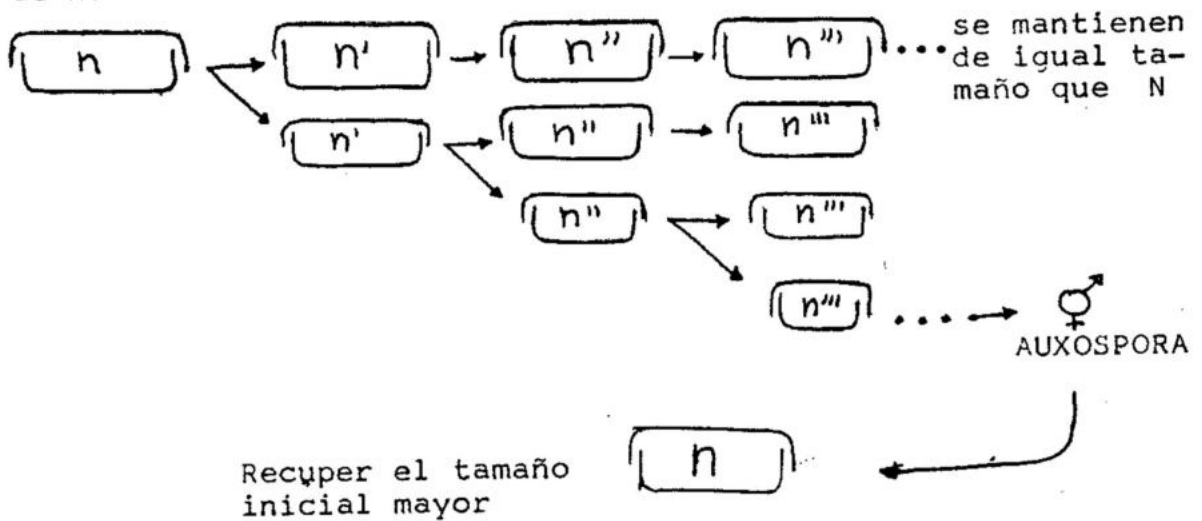 se mantienen
n n' n" n"' de igual ta-
maño que N
n' n" n"'
n" n"'
n"'
AUXOSPORA
n
Recuper el tamaño
inicial mayor